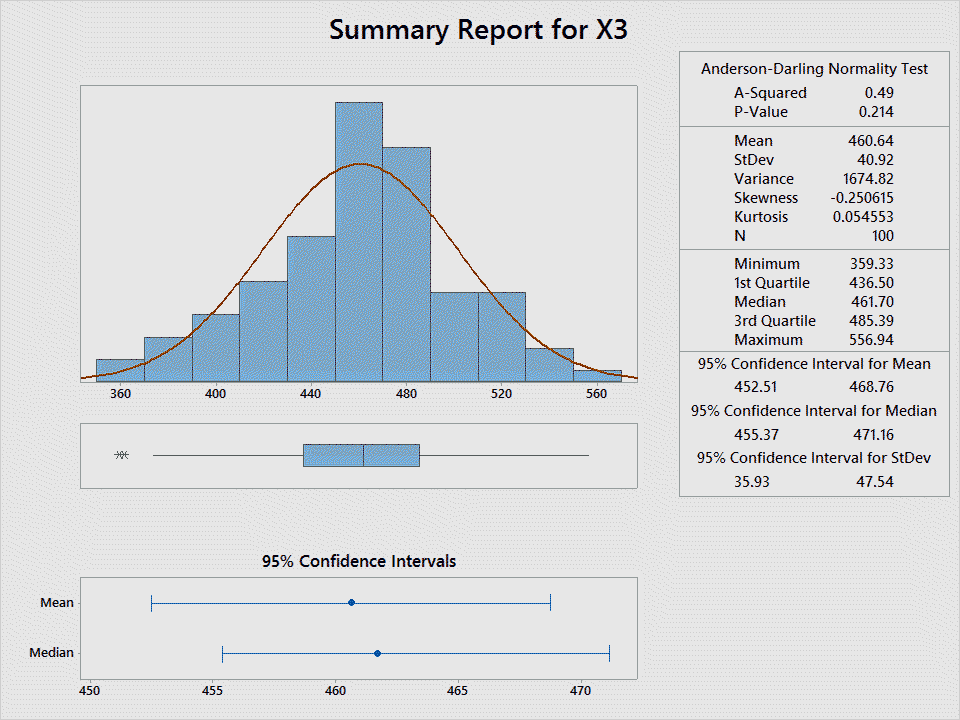 Summary Report for X3
360 400 440 480 520 560
95% Confidence Intervals
Mean
Median
450 455 460 465 470
Anderson-Darling Normality Test
A-Squared 0.49
P-Value 0.214
Mean 460.64
StDev 40.92
Variance 1674.82
Skewness -0.250615
Kurtosis 0.054553
N 100
Minimum 359.33
1st Quartile 436.50
Median 461.70
3rd Quartile 485.39
Maximum 556.94
95% Confidence Interval for Mean
452.51 468.76
95% Confidence Interval for Median
455.37 471.16
95% Confidence Interval for StDev
35.93 47.54